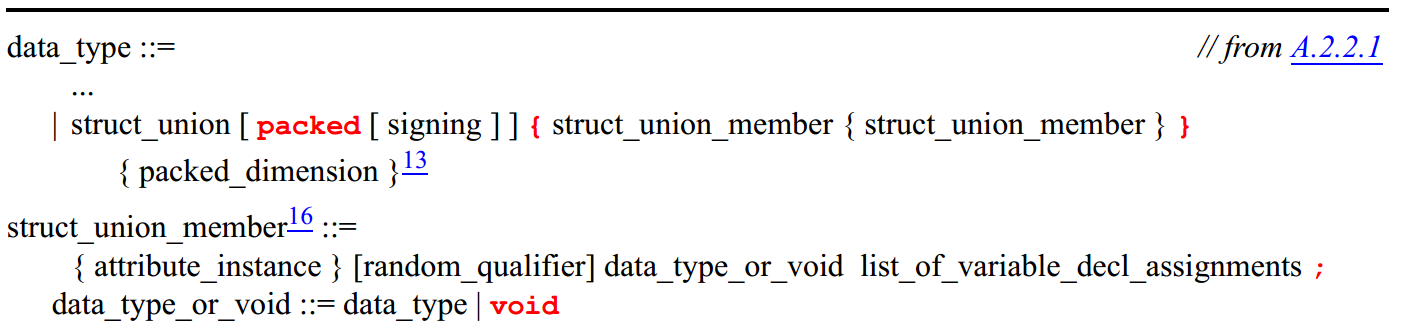 data_type ::= // from A.2.2.1
...
| struct_union [ packed [ signing ] ] { struct_union_member { struct_union_member } }
{ packed_dimension }13
struct_union_member16 ::=
{ attribute_instance } [random_qualifier] data_type_or_void list_of_variable_decl_assignments ;
data_type_or_void ::= data_type | void